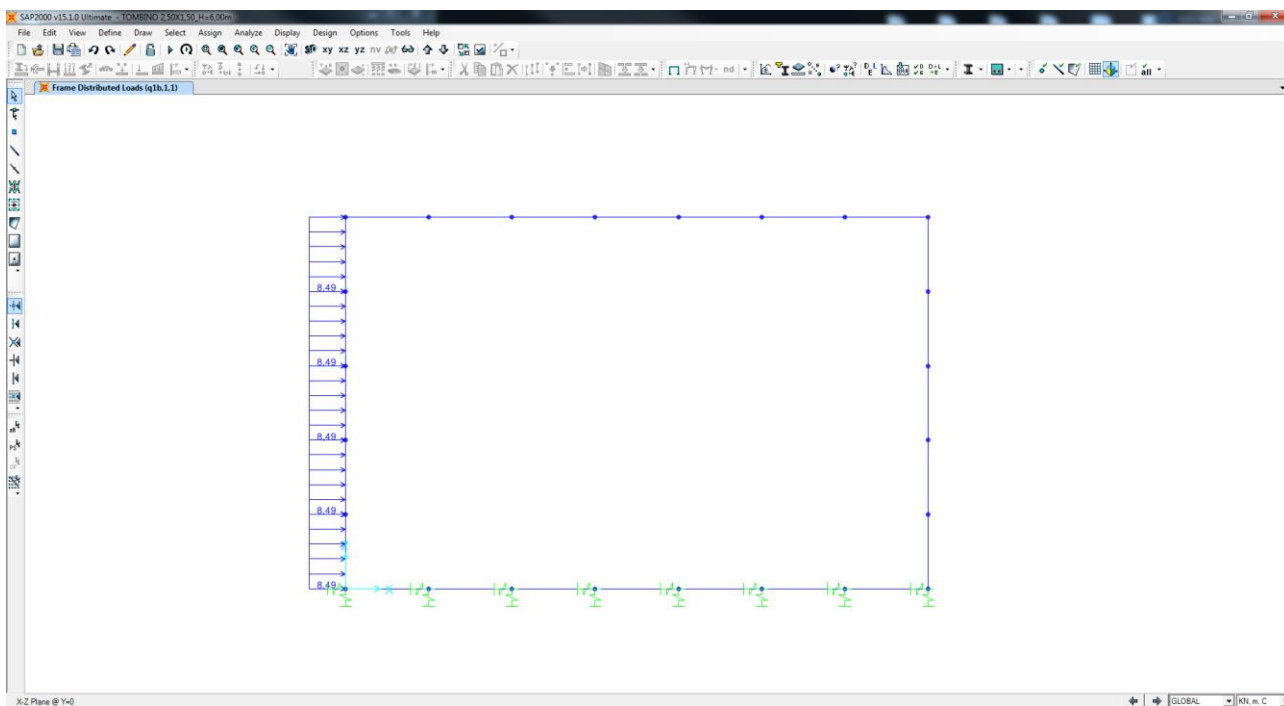 SAP2000 v15.1.0 Ultimate - TOMBINO 2,50X1,50_H=6,00m
File Edit View Define Draw Select Assign Analyze Display Design Options Tools Help
xy xz yz nv
nd
all
Frame Distributed Loads (q1b,1,1)
8,49
8,49
8,49
8,49
8,49
X-Z Plane @ Y=0
GLOBAL
KN, m, C